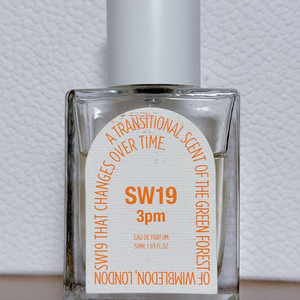 A TRANSITIONAL SCENT OF THE GREEN FOREST
OF WIMBLEDON, LONDON
SW19 THAT CHANGES OVER TIME.
SW19
3pm
EAU DE PARFUM
50ML 1.69 FL.OZ